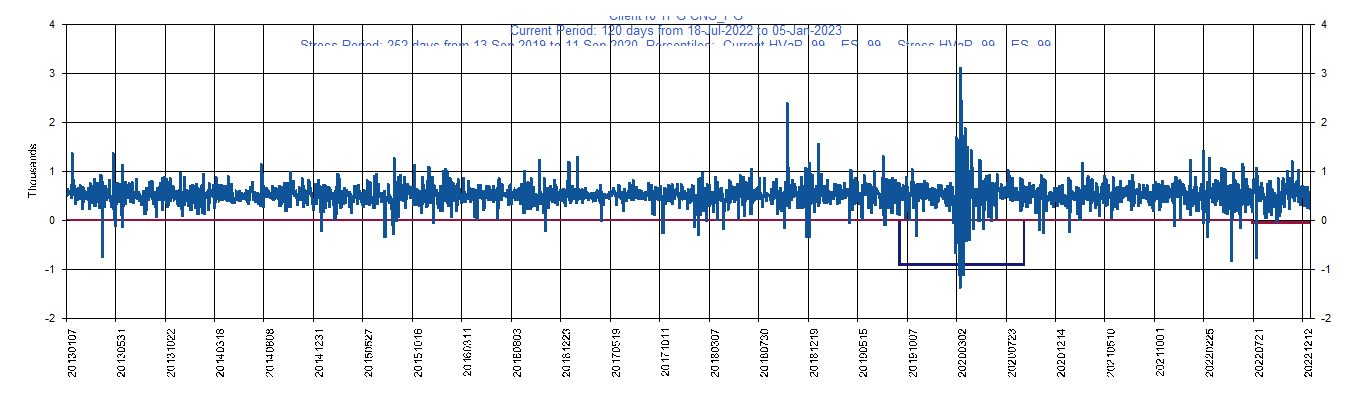 Current Period: 120 days from 18-Jul-2022 to 05-Jan-2023
Stress Period: 252 days from 13-Sep-2019 to 11-Sep-2020 Percentiles: Current HVaR 99 ES 99 Stress HVaR 99 ES 99
4 4
3 3
2 2
1 1
0 0
-1 -1
-2 -2
Thousands
20130107 20130531 20131022 20140318 20140808 20141231 20150527 20151016 20160311 20160803 20161223 20170519 20171011 20180307 20180730 20181219 20190515 20191007 20200302 20200723 20201214 20210510 20211001 20220225 20220721 20221212